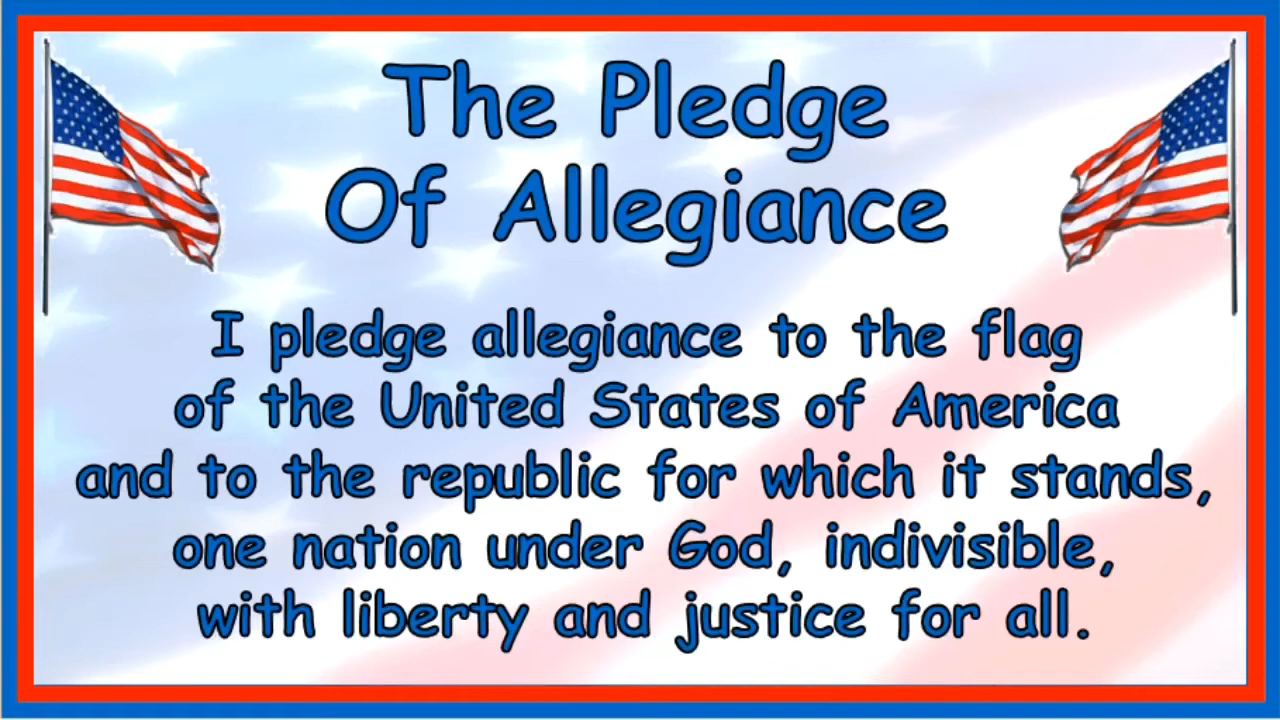 The Pledge
Of Allegiance
I pledge allegiance to the flag
of the United States of America
and to the republic for which it stands,
one nation under God, indivisible,
with liberty and justice for all.